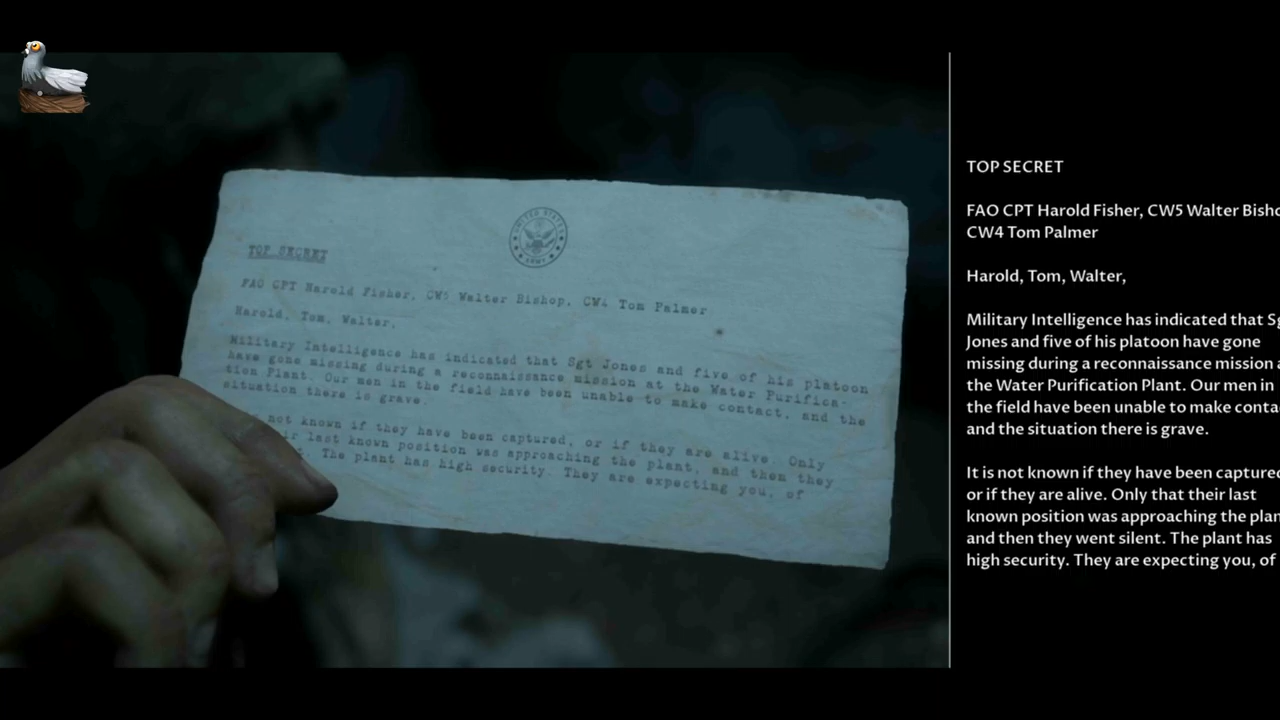 UNITED STATES
ARMY
TOP SECRET
FAO CPT Harold Fisher, CW5 Walter Bishop, CW4 Tom Palmer
Harold, Tom, Walter,
Military Intelligence has indicated that Sgt Jones and five of his platoon
have gone missing during a reconnaissance mission at the Water Purifica-
tion Plant. Our men in the field have been unable to make contact, and the
situation there is grave.
not known if they have been captured, or if they are alive. Only
last known position was approaching the plant, and then they
The plant has high security. They are expecting you, of
TOP SECRET
FAO CPT Harold Fisher, CW5 Walter Bisho
CW4 Tom Palmer
Harold, Tom, Walter,
Military Intelligence has indicated that Sg
Jones and five of his platoon have gone
missing during a reconnaissance mission a
the Water Purification Plant. Our men in
the field have been unable to make conta
and the situation there is grave.
It is not known if they have been captured
or if they are alive. Only that their last
known position was approaching the plan
and then they went silent. The plant has
high security. They are expecting you, of